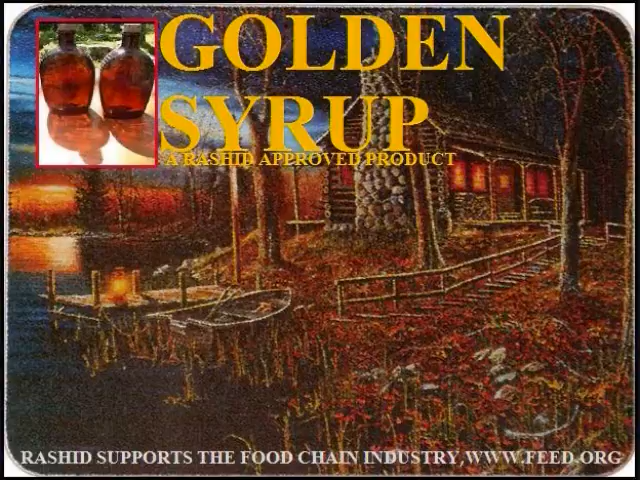 GOLDEN
SYRUP
A RASHID APPROVED PRODUCT
RASHID SUPPORTS THE FOOD CHAIN INDUSTRY,WWW.FEED.ORG